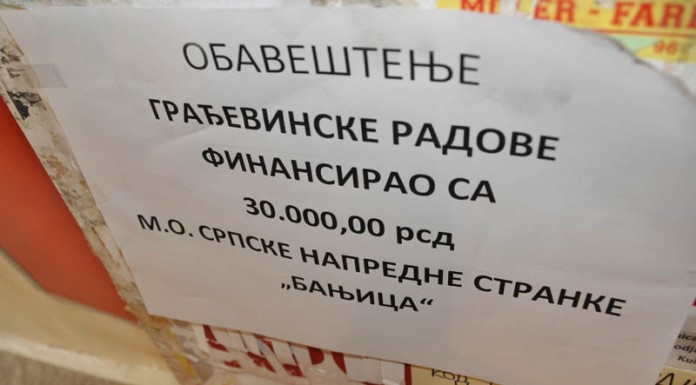 ОБАВЕШТЕЊЕ
ГРАЂЕВИНСКЕ РАДОВЕ
ФИНАНСИРАО СА
30.000,00 рсд
М.О. СРПСКЕ НАПРЕДНЕ СТРАНКЕ
„БАЊИЦА“